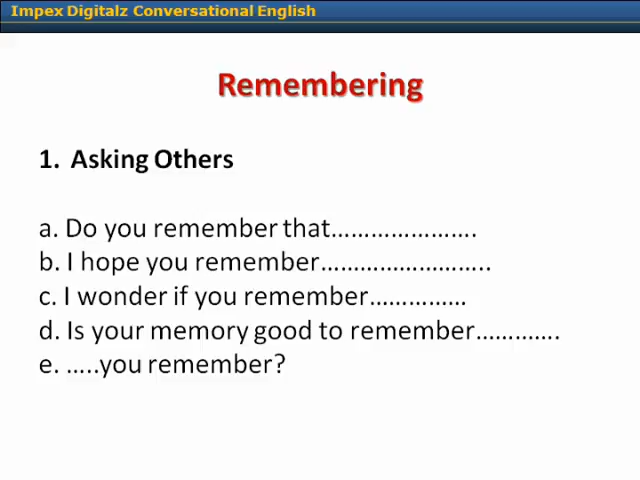 Impex Digitalz Conversational English
Remembering
1. Asking Others
a. Do you remember that………………….
b. I hope you remember……………………..
c. I wonder if you remember……………
d. Is your memory good to remember………….
e. …..you remember?